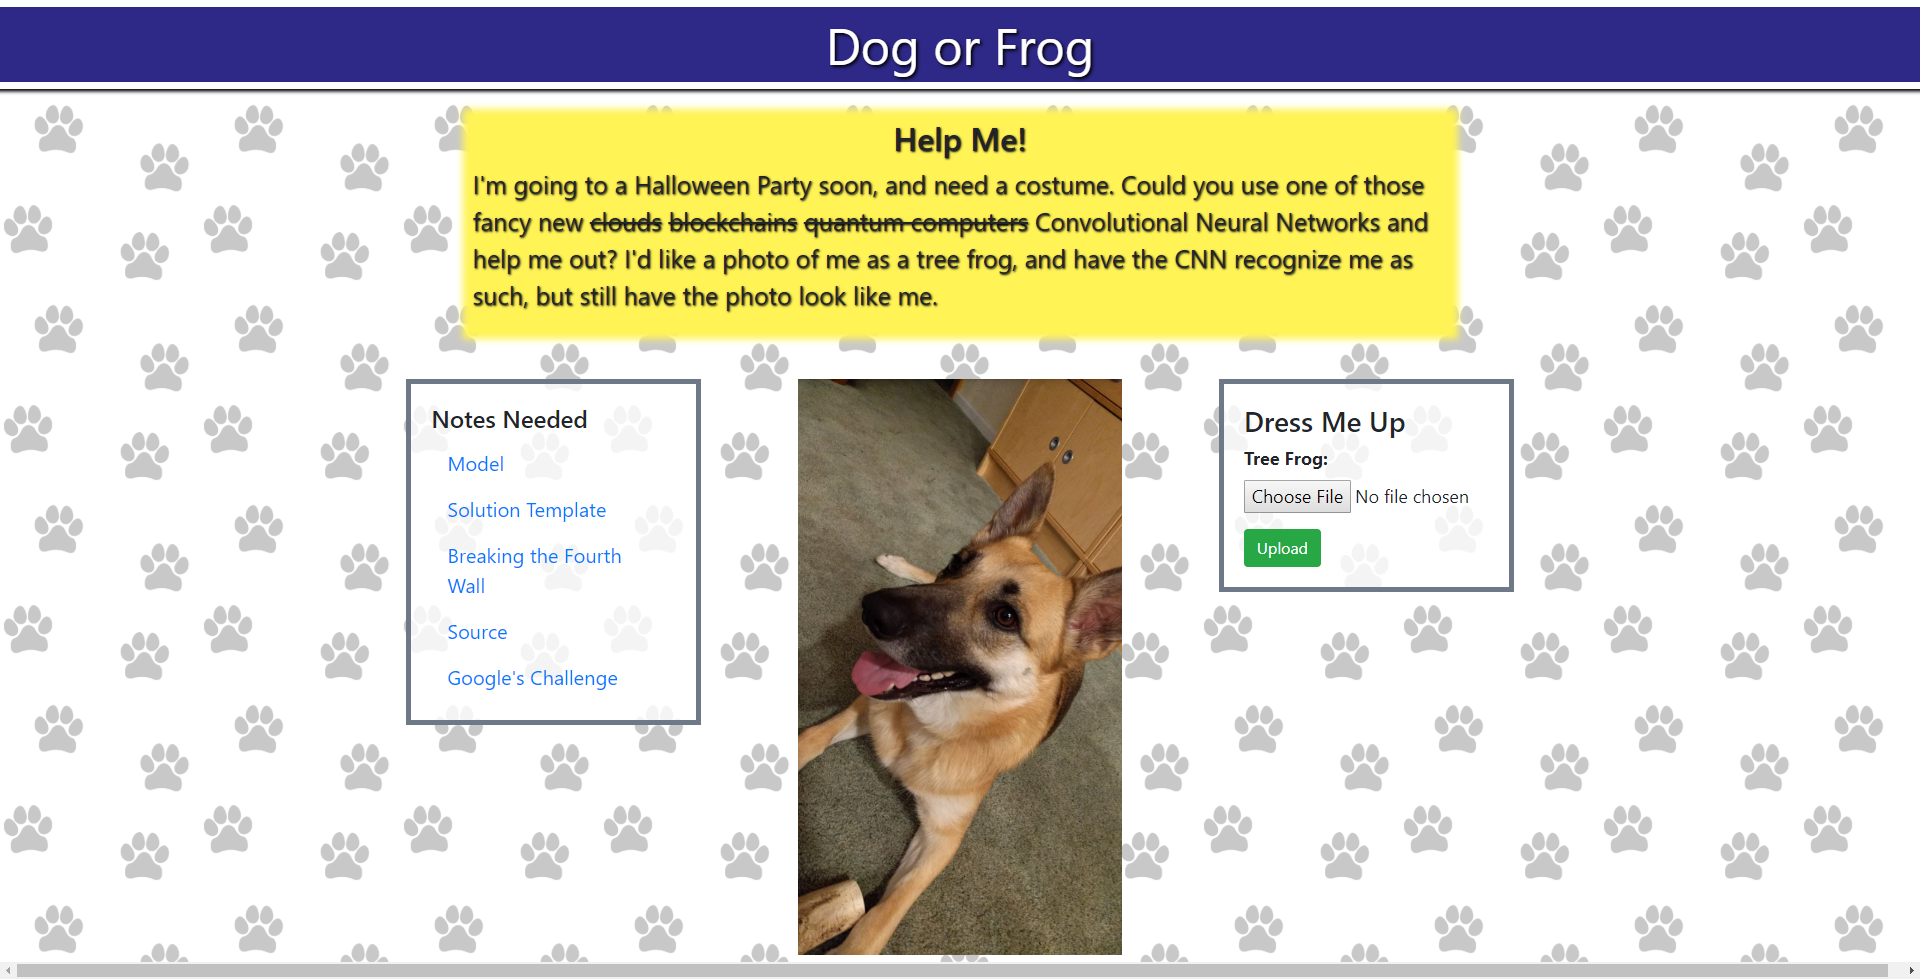 Dog or Frog
Help Me!
I'm going to a Halloween Party soon, and need a costume. Could you use one of those
fancy new clouds blockchains quantum computers Convolutional Neural Networks and
help me out? I'd like a photo of me as a tree frog, and have the CNN recognize me as
such, but still have the photo look like me.
Notes Needed
Model
Solution Template
Breaking the Fourth
Wall
Source
Google's Challenge
Dress Me Up
Tree Frog:
Choose File No file chosen
Upload